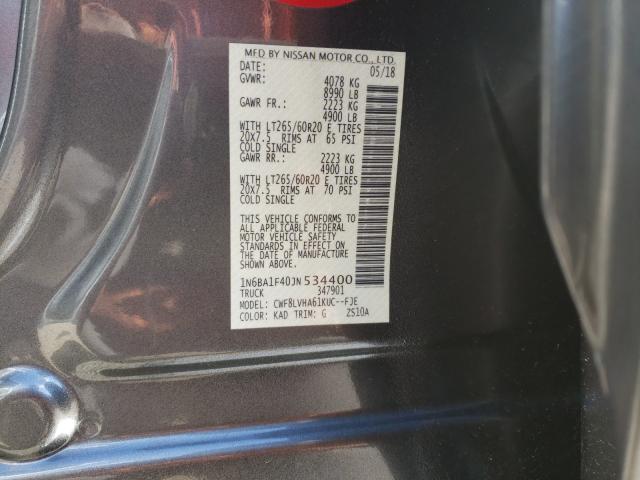 MFD BY NISSAN MOTOR CO., LTD.
DATE: 05/18
GVWR: 4078 KG
8990 LB
GAWR FR.: 2223 KG
4900 LB
WITH LT265/60R20 E TIRES
20X7.5 RIMS AT 65 PSI
COLD SINGLE
GAWR RR.: 2223 KG
4900 LB
WITH LT265/60R20 E TIRES
20X7.5 RIMS AT 70 PSI
COLD SINGLE
THIS VEHICLE CONFORMS TO
ALL APPLICABLE FEDERAL
MOTOR VEHICLE SAFETY
STANDARDS IN EFFECT ON
THE DATE OF MANUFACTURE
SHOWN ABOVE.
1N6BA1F40JN534400
TRUCK 347901
MODEL: CWF8LVHA61KUC--FJE
COLOR: KAD TRIM: G ZS10A